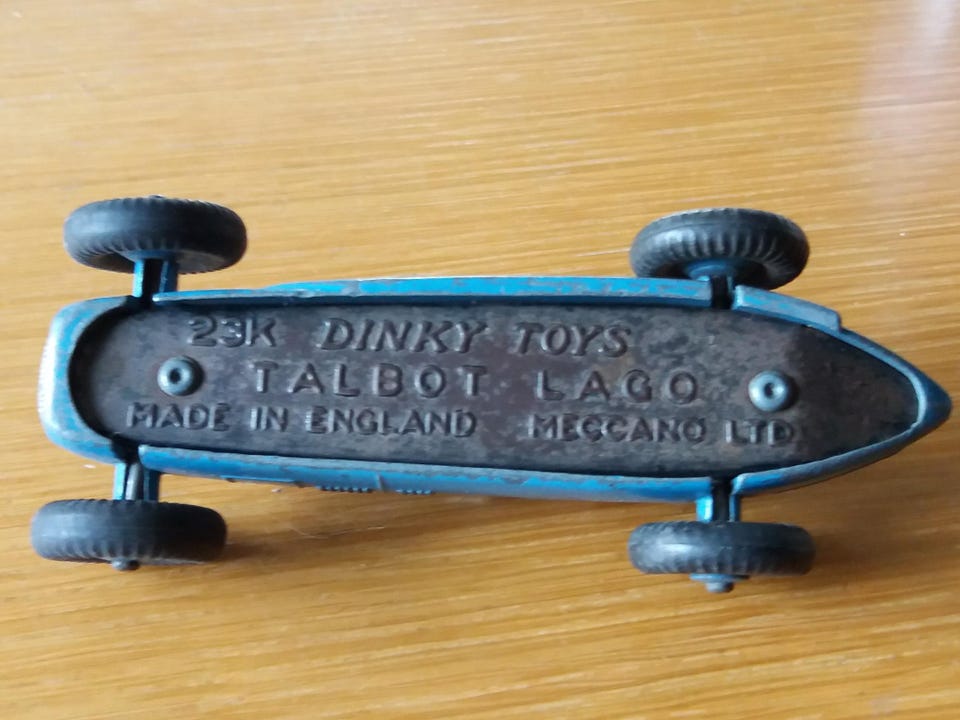 23K DINKY TOYS
TALBOT LAGO
MADE IN ENGLAND MECCANO LTD